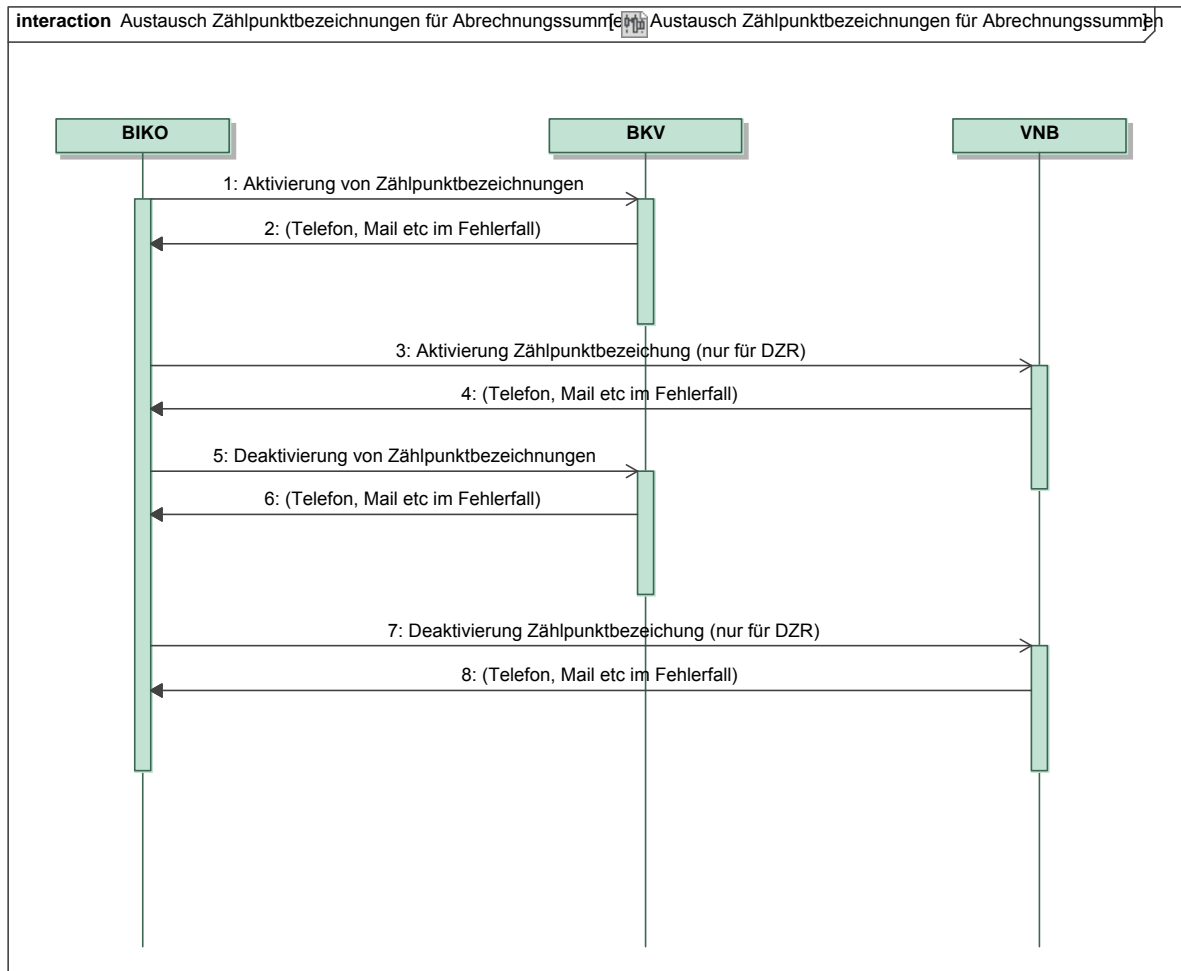 interaction Austausch Zählpunktbezeichnungen für Abrechnungssumme[ Austausch Zählpunktbezeichnungen für Abrechnungssummen]
BIKO
BKV
VNB
1: Aktivierung von Zählpunktbezeichnungen
2: (Telefon, Mail etc im Fehlerfall)
3: Aktivierung Zählpunktbezeichung (nur für DZR)
4: (Telefon, Mail etc im Fehlerfall)
5: Deaktivierung von Zählpunktbezeichnungen
6: (Telefon, Mail etc im Fehlerfall)
7: Deaktivierung Zählpunktbezeichung (nur für DZR)
8: (Telefon, Mail etc im Fehlerfall)